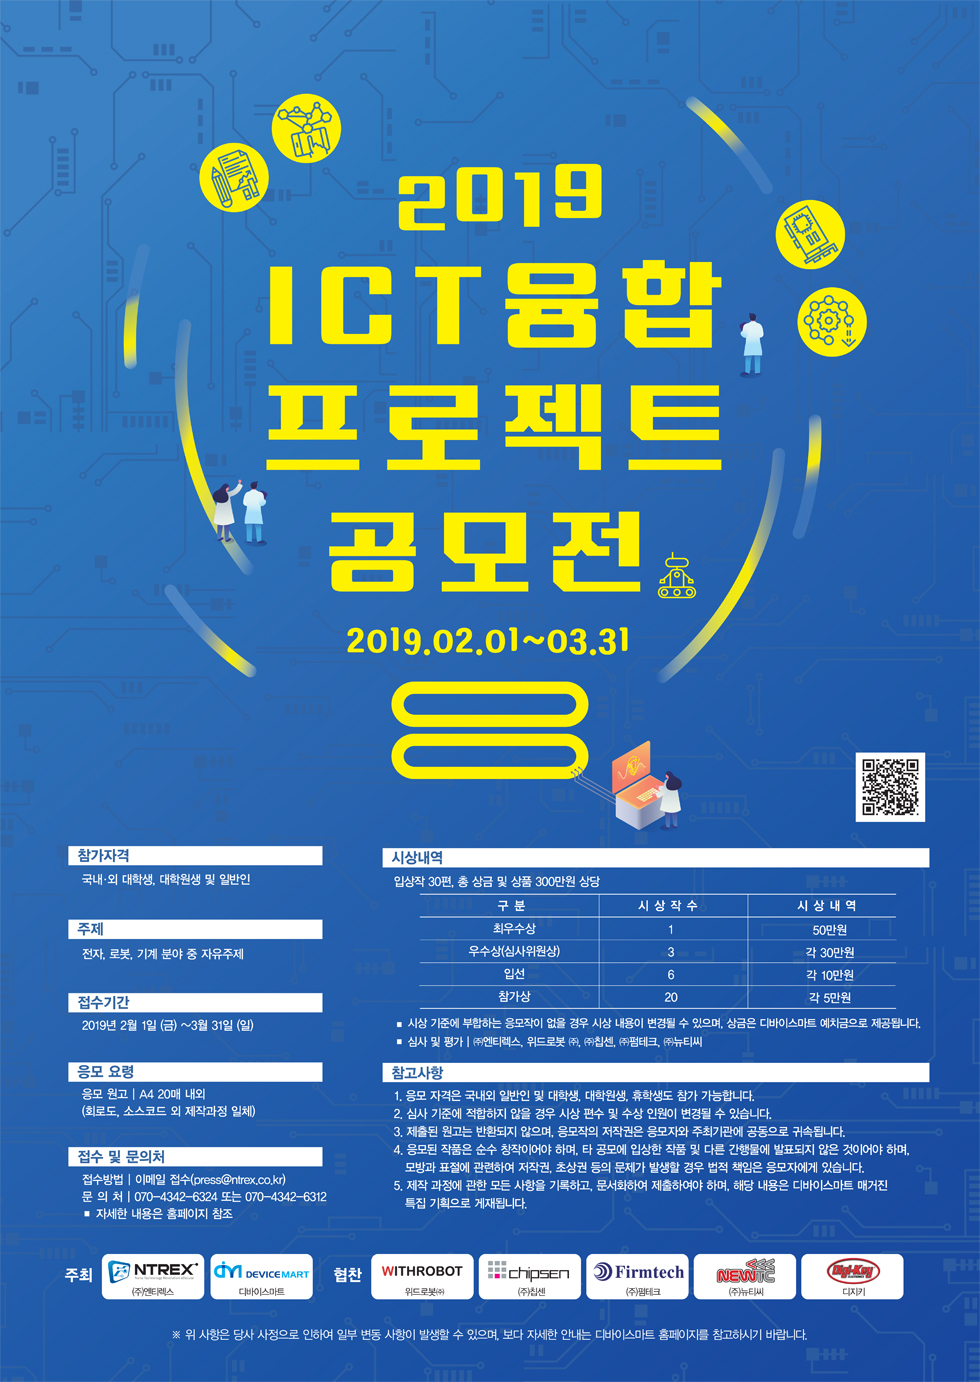 2019
ICT융합
프로젝트
공모전
2019.02.01~03.31
참가자격
국내·외 대학생, 대학원생 및 일반인
주제
전자, 로봇, 기계 분야 중 자유주제
접수기간
2019년 2월 1일 (금) ~3월 31일 (일)
응모 요령
응모 원고 | A4 20매 내외
(회로도, 소스코드 외 제작과정 일체)
접수 및 문의처
접수방법 | 이메일 접수(press@ntrex.co.kr)
문 의 처 | 070-4342-6324 또는 070-4342-6312
■ 자세한 내용은 홈페이지 참조
시상내역
입상작 30편, 총 상금 및 상품 300만원 상당
구 분 시 상 작 수 시 상 내 역
최우수상 1 50만원
우수상(심사위원상) 3 각 30만원
입선 6 각 10만원
참가상 20 각 5만원
■ 시상 기준에 부합하는 응모작이 없을 경우 시상 내용이 변경될 수 있으며, 상금은 디바이스마트 예치금으로 제공됩니다.
■ 심사 및 평가 | ㈜엔티렉스, 위드로봇 ㈜, ㈜칩센, ㈜펌테크, ㈜뉴티씨
참고사항
1. 응모 자격은 국내외 일반인 및 대학생, 대학원생, 휴학생도 참가 가능합니다.
2. 심사 기준에 적합하지 않을 경우 시상 편수 및 수상 인원이 변경될 수 있습니다.
3. 제출된 원고는 반환되지 않으며, 응모작의 저작권은 응모자와 주최기관에 공동으로 귀속됩니다.
4. 응모된 작품은 순수 창작이어야 하며, 타 공모에 입상한 작품 및 다른 간행물에 발표되지 않은 것이어야 하며,
모방과 표절에 관련하여 저작권, 초상권 등의 문제가 발생할 경우 법적 책임은 응모자에게 있습니다.
5. 제작 과정에 관한 모든 사항을 기록하고, 문서화하여 제출하여야 하며, 해당 내용은 디바이스마트 매거진
특집 기획으로 게재됩니다.
주최
NTREX
㈜엔티렉스
DEVICEMART
디바이스마트
협찬
WITHROBOT
위드로봇㈜
chipsen
㈜칩센
Firmtech
㈜펌테크
NEWTC
㈜뉴티씨
Digi-Key
디지키
※ 위 사항은 당사 사정으로 인하여 일부 변동 사항이 발생할 수 있으며, 보다 자세한 안내는 디바이스마트 홈페이지를 참고하시기 바랍니다.